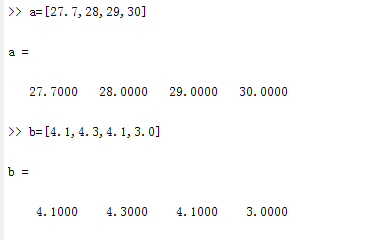 >> a=[27.7,28,29,30]
a =
27.7000 28.0000 29.0000 30.0000
>> b=[4.1,4.3,4.1,3.0]
b =
4.1000 4.3000 4.1000 3.0000